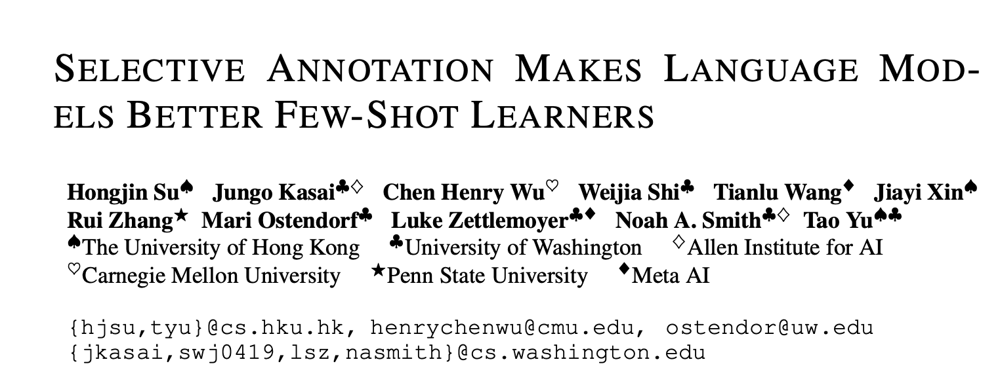 SELECTIVE ANNOTATION MAKES LANGUAGE MOD-
ELS BETTER FEW-SHOT LEARNERS
Hongjin Su♠ Jungo Kasai♣♢ Chen Henry Wu♡ Weijia Shi♣ Tianlu Wang♦ Jiayi Xin♠
Rui Zhang★ Mari Ostendorf♣ Luke Zettlemoyer♣♦ Noah A. Smith♣♢ Tao Yu♠♣
♠The University of Hong Kong ♣University of Washington ♢Allen Institute for AI
♡Carnegie Mellon University ★Penn State University ♦Meta AI
{hjsu,tyu}@cs.hku.hk, henrychenwu@cmu.edu, ostendor@uw.edu
{jkasai,swj0419,lsz,nasmith}@cs.washington.edu